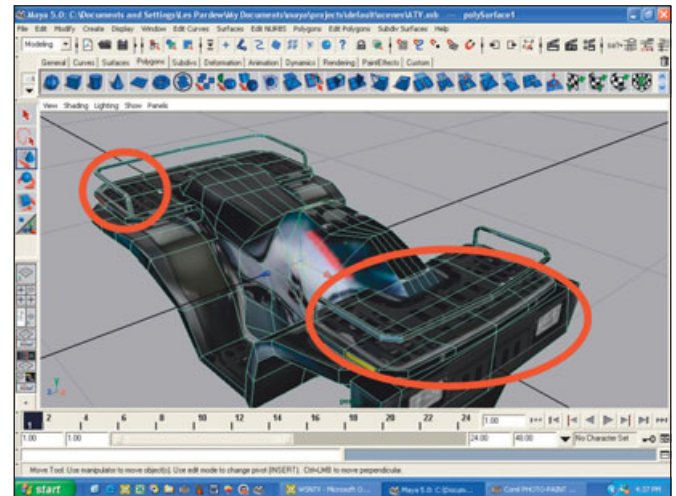 Maya 5.0: C:\Documents and Settings\Les Pardew\My Documents\maya\projects\default\scenes\ATV.mb --- polySurface1
File Edit Modify Create Display Window Edit Curves Surfaces Edit NURBS Polygons Edit Polygons Subdiv Surfaces Help
Modeling
General Curves Surfaces Polygons Subdivs Deformation Animation Dynamics Rendering PaintEffects Custom
View Shading Lighting Show Panels
2 4 6 8 10 12 14 16 18 20 22 24 1.00
1.00 1.00 24.00 48.00 No Character Set
Move Tool: Use manipulator to move object(s). Use edit mode to change pivot (INSERT). Ctrl+LMB to move perpendicular.
start Maya 5.0: C:\Docum... Corel PHOTO-PAINT ... 4:37 PM